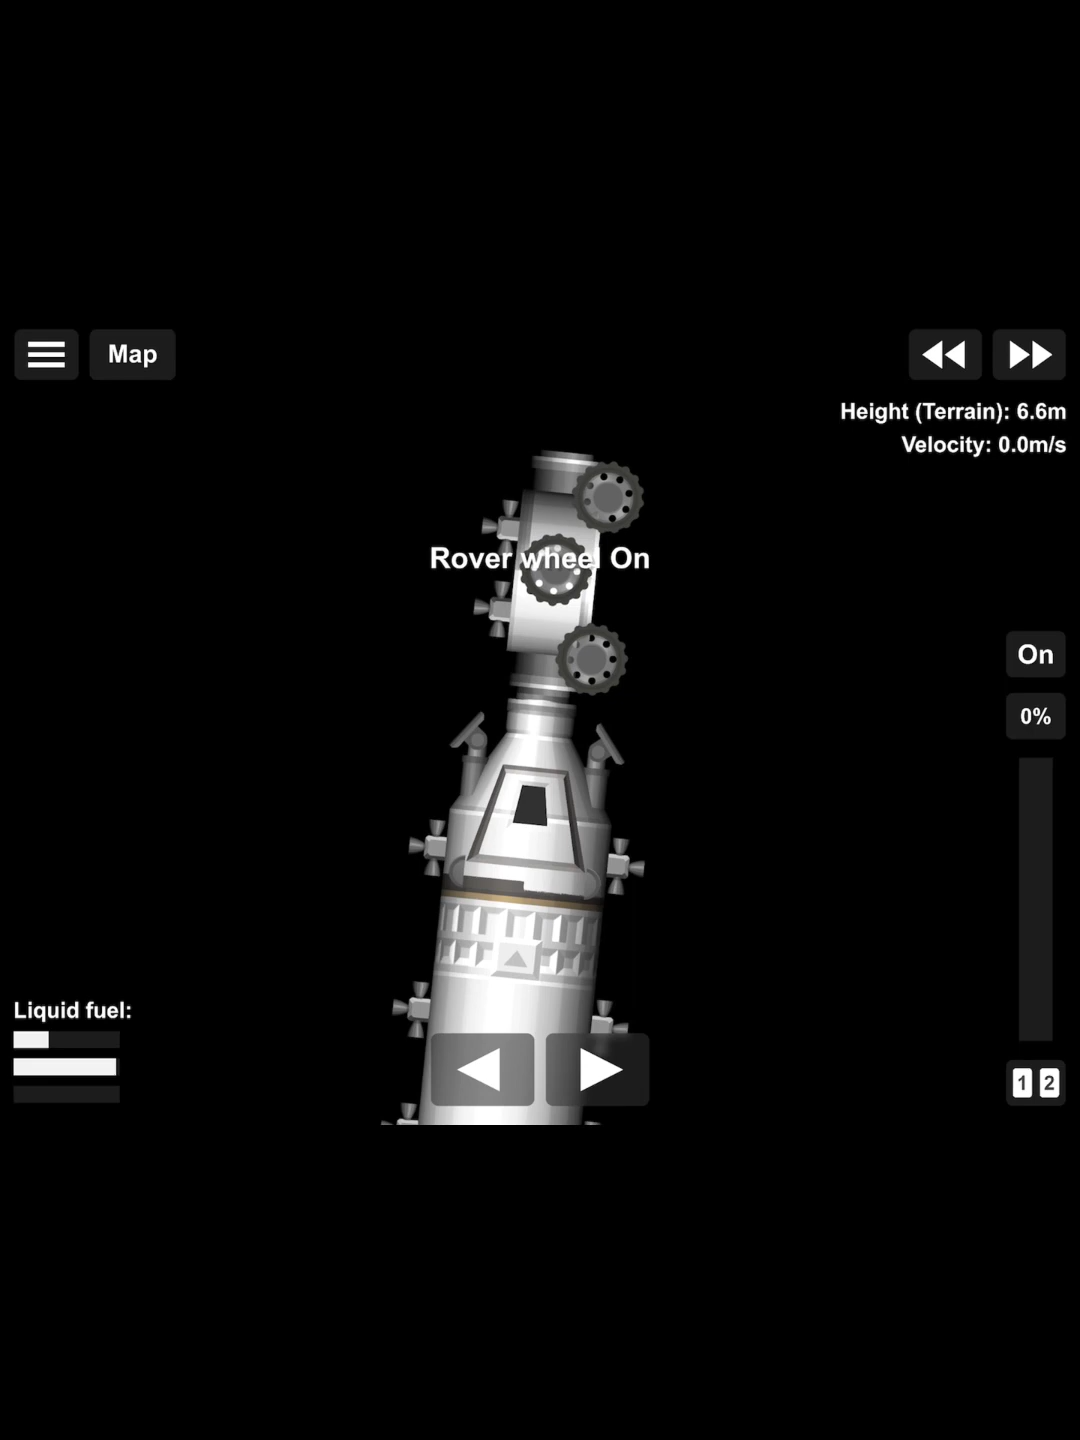 Map
Height (Terrain): 6.6m
Velocity: 0.0m/s
Rover wheel On
On
0%
Liquid fuel:
1 2